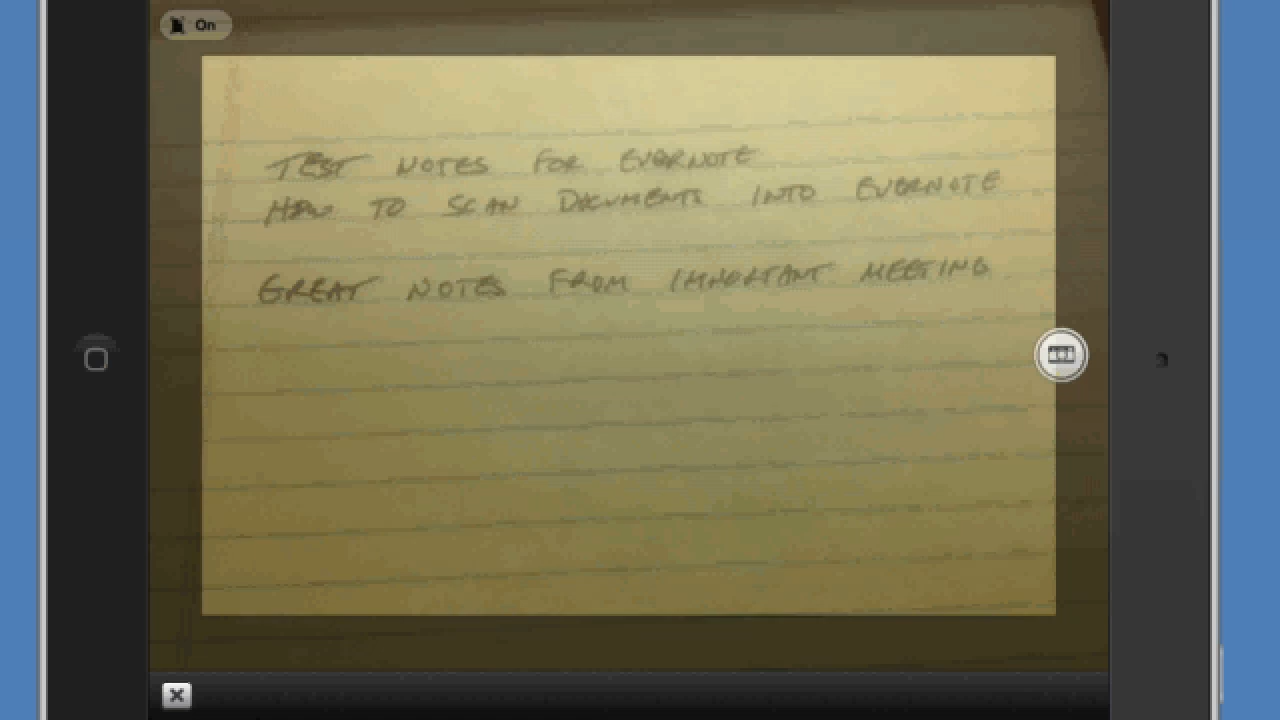 On
TEST NOTES FOR EVERNOTE
HOW TO SCAN DOCUMENTS INTO EVERNOTE
GREAT NOTES FROM IMPORTANT MEETING